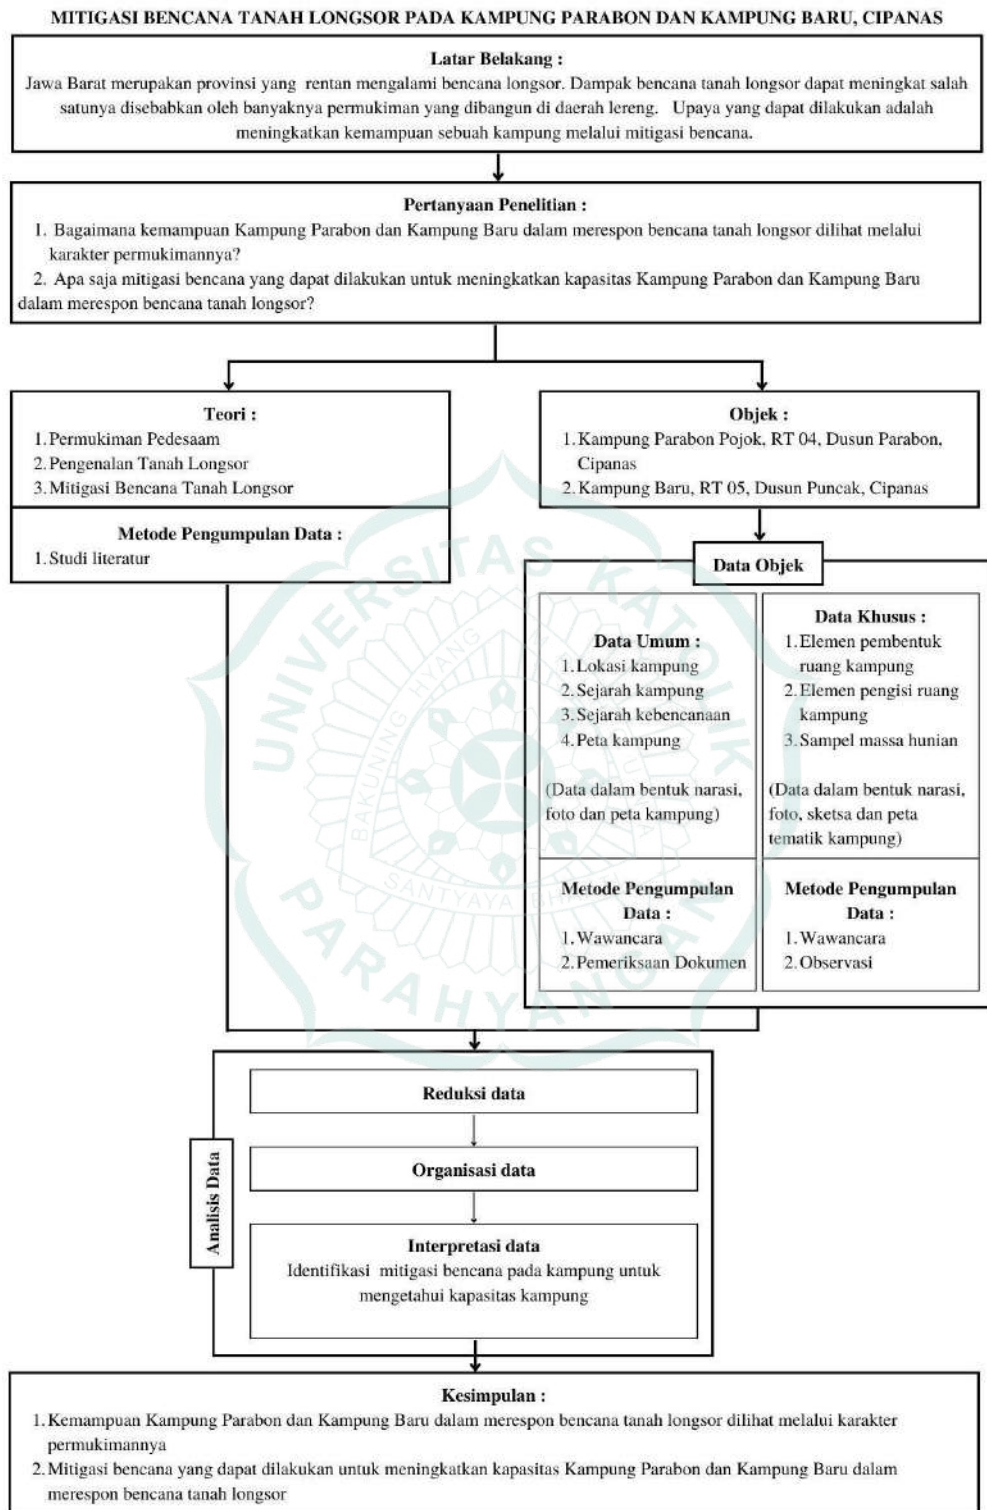 MITIGASI BENCANA TANAH LONGSOR PADA KAMPUNG PARABON DAN KAMPUNG BARU, CIPANAS
Latar Belakang :
Jawa Barat merupakan provinsi yang rentan mengalami bencana longsor. Dampak bencana tanah longsor dapat meningkat salah
satunya disebabkan oleh banyaknya permukiman yang dibangun di daerah lereng. Upaya yang dapat dilakukan adalah
meningkatkan kemampuan sebuah kampung melalui mitigasi bencana.
Pertanyaan Penelitian :
1. Bagaimana kemampuan Kampung Parabon dan Kampung Baru dalam merespon bencana tanah longsor dilihat melalui
karakter permukimannya?
2. Apa saja mitigasi bencana yang dapat dilakukan untuk meningkatkan kapasitas Kampung Parabon dan Kampung Baru
dalam merespon bencana tanah longsor?
Teori :
1. Permukiman Pedesaam
2. Pengenalan Tanah Longsor
3. Mitigasi Bencana Tanah Longsor
Metode Pengumpulan Data :
1. Studi literatur
Objek :
1. Kampung Parabon Pojok, RT 04, Dusun Parabon,
Cipanas
2. Kampung Baru, RT 05, Dusun Puncak, Cipanas
Data Objek
Data Umum :
1. Lokasi kampung
2. Sejarah kampung
3. Sejarah kebencanaan
4. Peta kampung
(Data dalam bentuk narasi,
foto dan peta kampung)
Metode Pengumpulan
Data :
1. Wawancara
2. Pemeriksaan Dokumen
Data Khusus :
1. Elemen pembentuk
ruang kampung
2. Elemen pengisi ruang
kampung
3. Sampel massa hunian
(Data dalam bentuk narasi,
foto, sketsa dan peta
tematik kampung)
Metode Pengumpulan
Data :
1. Wawancara
2. Observasi
UNIVERSITAS KATOLIK
PARAHYANGAN
BAKUNING HYANG
SANTYAYA
Analisis Data
Reduksi data
Organisasi data
Interpretasi data
Identifikasi mitigasi bencana pada kampung untuk
mengetahui kapasitas kampung
Kesimpulan :
1. Kemampuan Kampung Parabon dan Kampung Baru dalam merespon bencana tanah longsor dilihat melalui karakter
permukimannya
2. Mitigasi bencana yang dapat dilakukan untuk meningkatkan kapasitas Kampung Parabon dan Kampung Baru dalam
merespon bencana tanah longsor